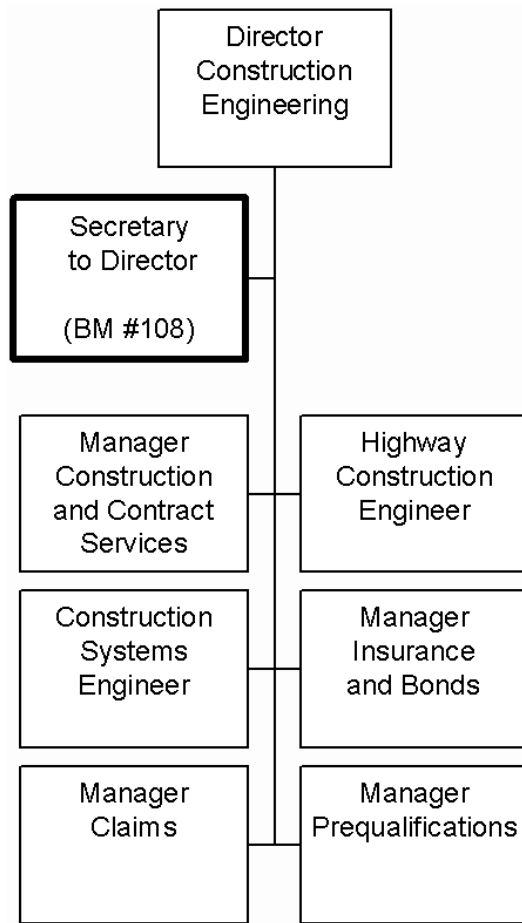 Director
Construction
Engineering
Secretary
to Director
(BM #108)
Manager
Construction
and Contract
Services
Highway
Construction
Engineer
Construction
Systems
Engineer
Manager
Insurance
and Bonds
Manager
Claims
Manager
Prequalifications